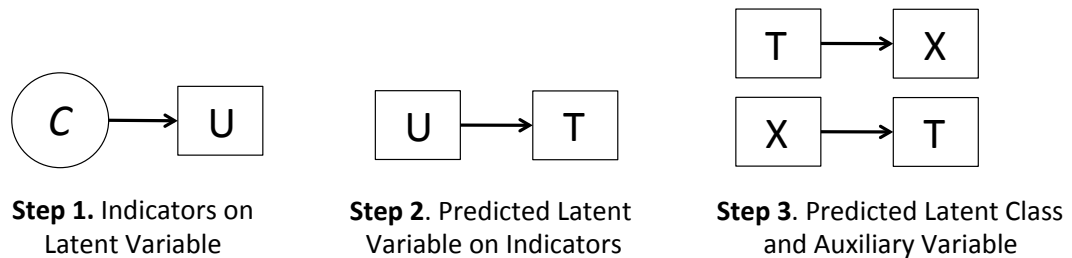 C
U
Step 1. Indicators on
Latent Variable
U
T
Step 2. Predicted Latent
Variable on Indicators
T
X
X
T
Step 3. Predicted Latent Class
and Auxiliary Variable